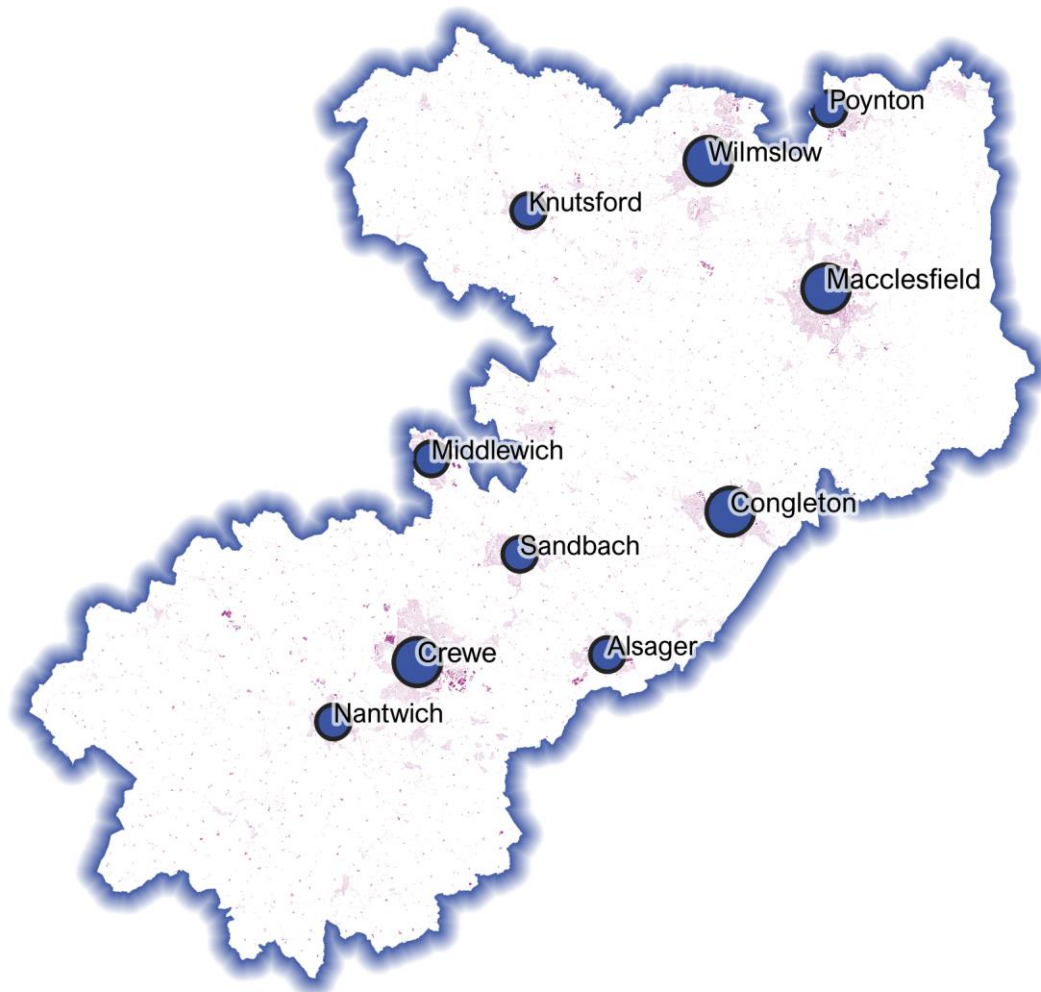 Poynton
Wilmslow
Knutsford
Macclesfield
Middlewich
Congleton
Sandbach
Alsager
Crewe
Nantwich